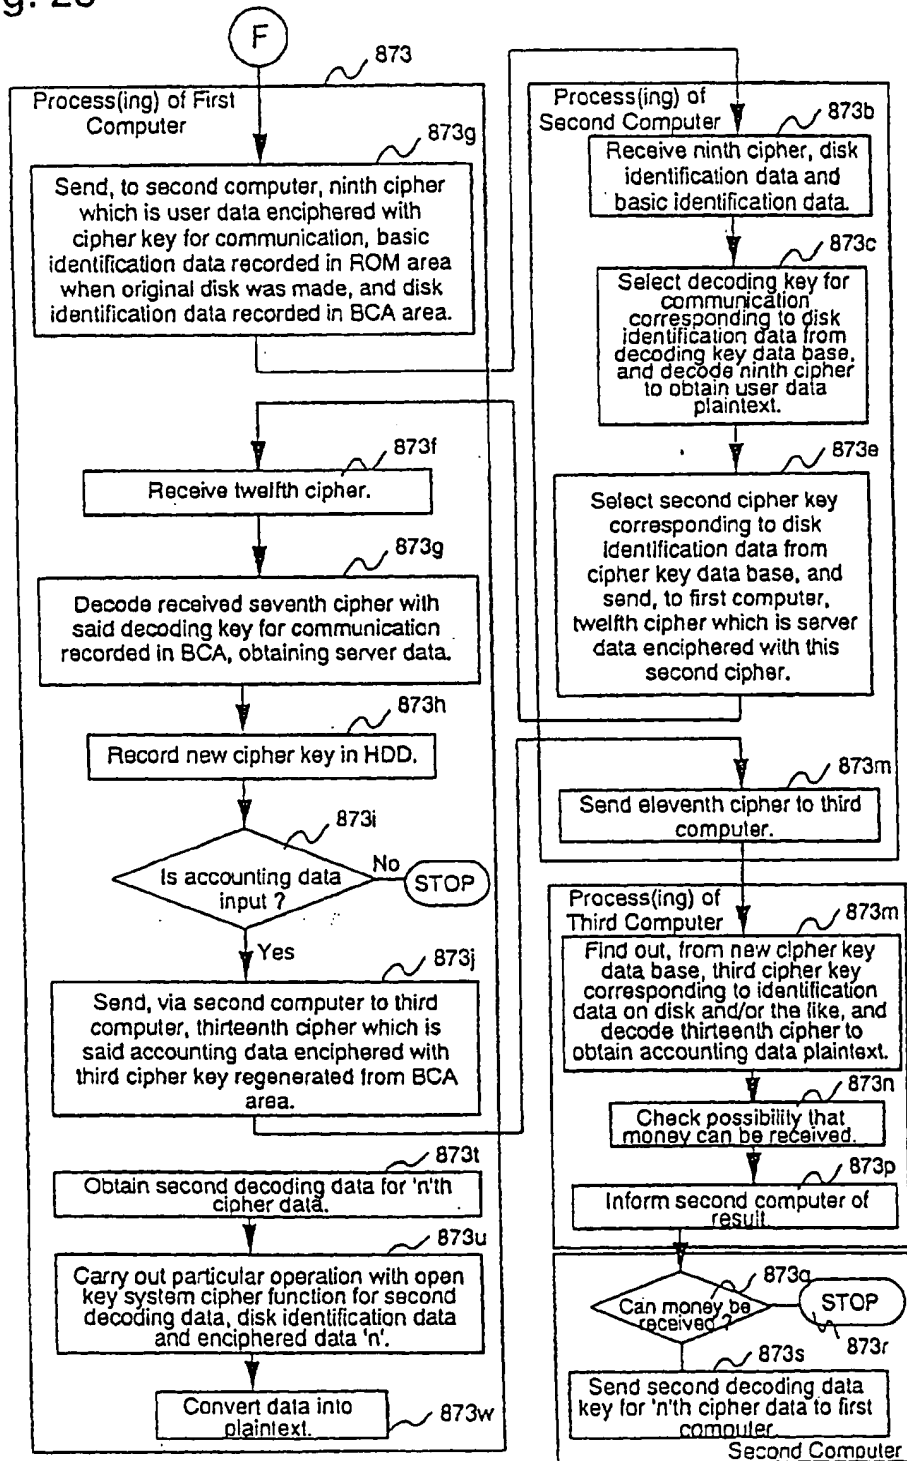 g. 23
F
873
Process(ing) of First
Computer
873g
Send, to second computer, ninth cipher
which is user data enciphered with
cipher key for communication, basic
identification data recorded in ROM area
when original disk was made, and disk
identification data recorded in BCA area.
873f
Receive twelfth cipher.
873g
Decode received seventh cipher with
said decoding key for communication
recorded in BCA, obtaining server data.
873h
Record new cipher key in HDD.
873i
Is accounting data
input ?
No
STOP
Yes
873j
Send, via second computer to third
computer, thirteenth cipher which is
said accounting data enciphered with
third cipher key regenerated from BCA
area.
873t
Obtain second decoding data for 'n'th
cipher data.
873u
Carry out particular operation with open
key system cipher function for second
decoding data, disk identification data
and enciphered data 'n'.
Convert data into
plaintext.
873w
Process(ing) of
Second Computer
873b
Receive ninth cipher, disk
identification data and
basic identification data.
873c
Select decoding key for
communication
corresponding to disk
identification data from
decoding key data base,
and decode ninth cipher
to obtain user data
plaintext.
873e
Select second cipher key
corresponding to disk
identification data from
cipher key data base, and
send, to first computer,
twelfth cipher which is server
data enciphered with this
second cipher.
873m
Send eleventh cipher to third
computer.
Process(ing) of
Third Computer
873m
Find out, from new cipher key
data base, third cipher key
corresponding to identification
data on disk and/or the like, and
decode thirteenth cipher to
obtain accounting data plaintext.
873n
Check possibility that
money can be received.
873p
Inform second computer of
result.
873q
Can money be
received ?
STOP
873r
873s
Send second decoding data
key for 'n'th cipher data to first
computer.
Second Computer